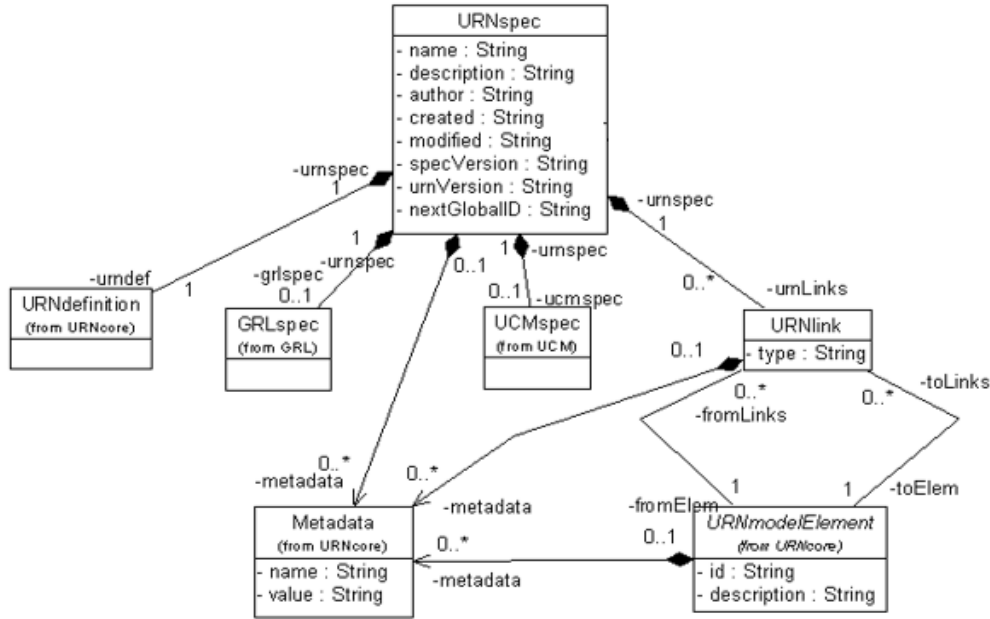 URNspec
- name : String
- description : String
- author : String
- created : String
- modified : String
- specVersion : String
- urnVersion : String
- nextGlobalID : String
-urnspec
1
-urndef
1
URNdefinition
(from URNcore)
1
-urnspec
-grlspec
0..1
GRLspec
(from GRL)
0..1
0..*
-metadata
1
-urnspec
0..1
-ucmspec
UCMspec
(from UCM)
-urnspec
1
0..*
-urnLinks
URNlink
- type : String
0..1
0..*
-metadata
0..*
-fromLinks
1
-fromElem
-toLinks
0..*
1
-toElem
Metadata
(from URNcore)
- name : String
- value : String
0..*
-metadata
0..1
URNmodelElement
(from URNcore)
- id : String
- description : String